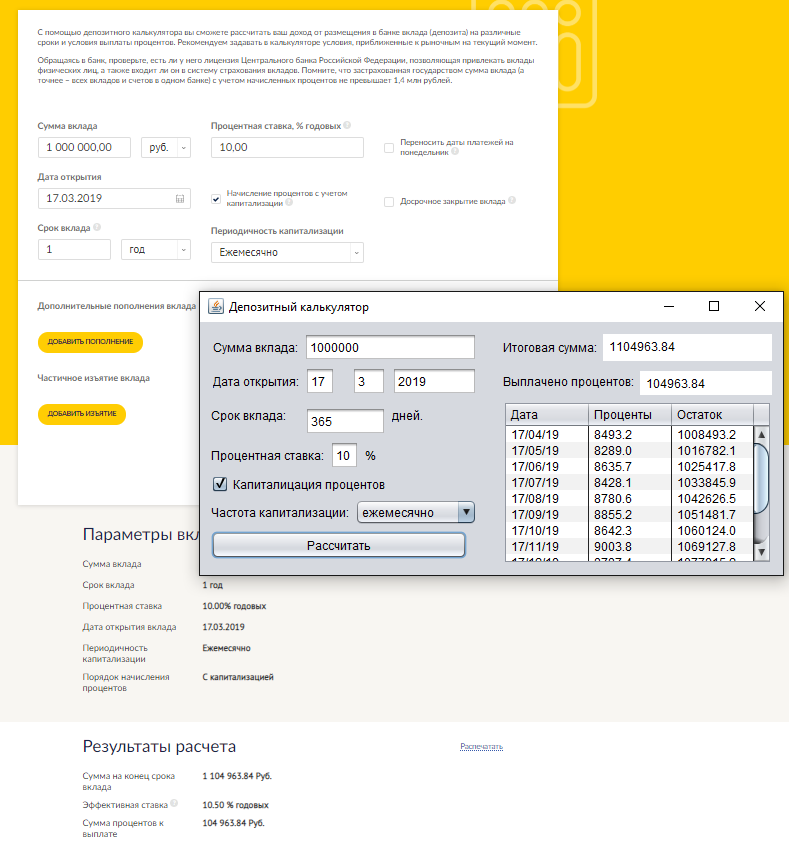 С помощью депозитного калькулятора вы сможете рассчитать ваш доход от размещения в банке вклада (депозита) на различные
сроки и условия выплаты процентов. Рекомендуем задавать в калькуляторе условия, приближенные к рыночным на текущий момент.
Обращаясь в банк, проверьте, есть ли у него лицензия Центрального банка Российской Федерации, позволяющая привлекать вклады
физических лиц, а также входит ли он в систему страхования вкладов. Помните, что застрахованная государством сумма вклада (а
точнее – всех вкладов и счетов в одном банке) с учетом начисленных процентов не превышает 1,4 млн рублей.
Сумма вклада
Процентная ставка, % годовых ?
1 000 000,00
руб.
10,00
Переносить даты платежей на
понедельник ?
Дата открытия
17.03.2019
Начисление процентов с учетом
капитализации ?
Досрочное закрытие вклада ?
Срок вклада ?
Периодичность капитализации
1
год
Ежемесячно
Дополнительные пополнения вклада
ДОБАВИТЬ ПОПОЛНЕНИЕ
Частичное изъятие вклада
ДОБАВИТЬ ИЗЪЯТИЕ
Депозитный калькулятор
Сумма вклада: 1000000
Дата открытия: 17 3 2019
Срок вклада: 365 дней.
Процентная ставка: 10 %
Капиталицация процентов
Частота капитализации: ежемесячно
Рассчитать
Итоговая сумма: 1104963.84
Выплачено процентов: 104963.84
Дата Проценты Остаток
17/04/19 8493.2 1008493.2
17/05/19 8289.0 1016782.1
17/06/19 8635.7 1025417.8
17/07/19 8428.1 1033845.9
17/08/19 8780.6 1042626.5
17/09/19 8855.2 1051481.7
17/10/19 8642.3 1060124.0
17/11/19 9003.8 1069127.8
Параметры вк
Сумма вклада
Срок вклада 1 год
Процентная ставка 10.00% годовых
Дата открытия вклада 17.03.2019
Периодичность Ежемесячно
капитализации
Порядок начисления С капитализацией
процентов
Результаты расчета
Распечатать
Сумма на конец срока 1 104 963.84 Руб.
вклада
Эффективная ставка ? 10.50 % годовых
Сумма процентов к 104 963.84 Руб.
выплате